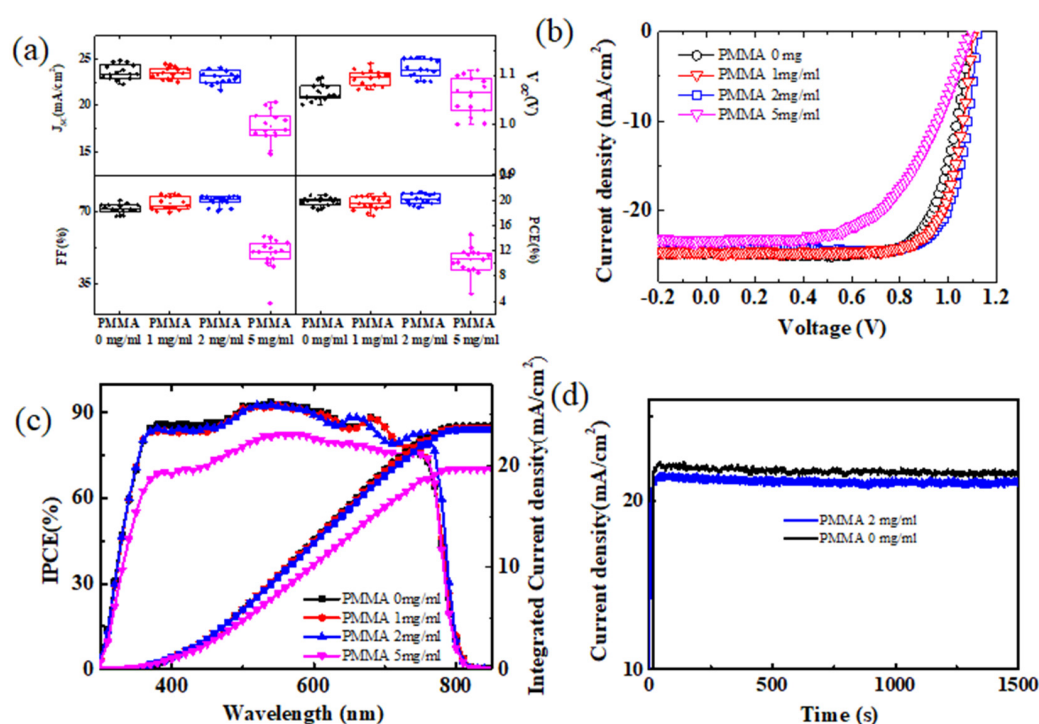 (a)
25
20
15
J_SC(mA/cm²)
1.1
1.0
V_oc(V)
70
35
FF(%)
20
16
12
8
4
PCE(%)
PMMA PMMA PMMA PMMA PMMA PMMA PMMA PMMA
0 mg/ml 1 mg/ml 2 mg/ml 5 mg/ml 0 mg/ml 1 mg/ml 2 mg/ml 5 mg/ml
(b)
0
-10
-20
Current density (mA/cm²)
PMMA 0 mg
PMMA 1mg/ml
PMMA 2mg/ml
PMMA 5mg/ml
-0.2 0.0 0.2 0.4 0.6 0.8 1.0 1.2
Voltage (V)
(c)
90
60
30
0
IPCE(%)
20
10
0
Integrated Current density(mA/cm²)
PMMA 0mg/ml
PMMA 1mg/ml
PMMA 2mg/ml
PMMA 5mg/ml
400 500 600 700 800
Wavelength (nm)
(d)
20
10
Current density(mA/cm²)
PMMA 2 mg/ml
PMMA 0 mg/ml
0 500 1000 1500
Time (s)